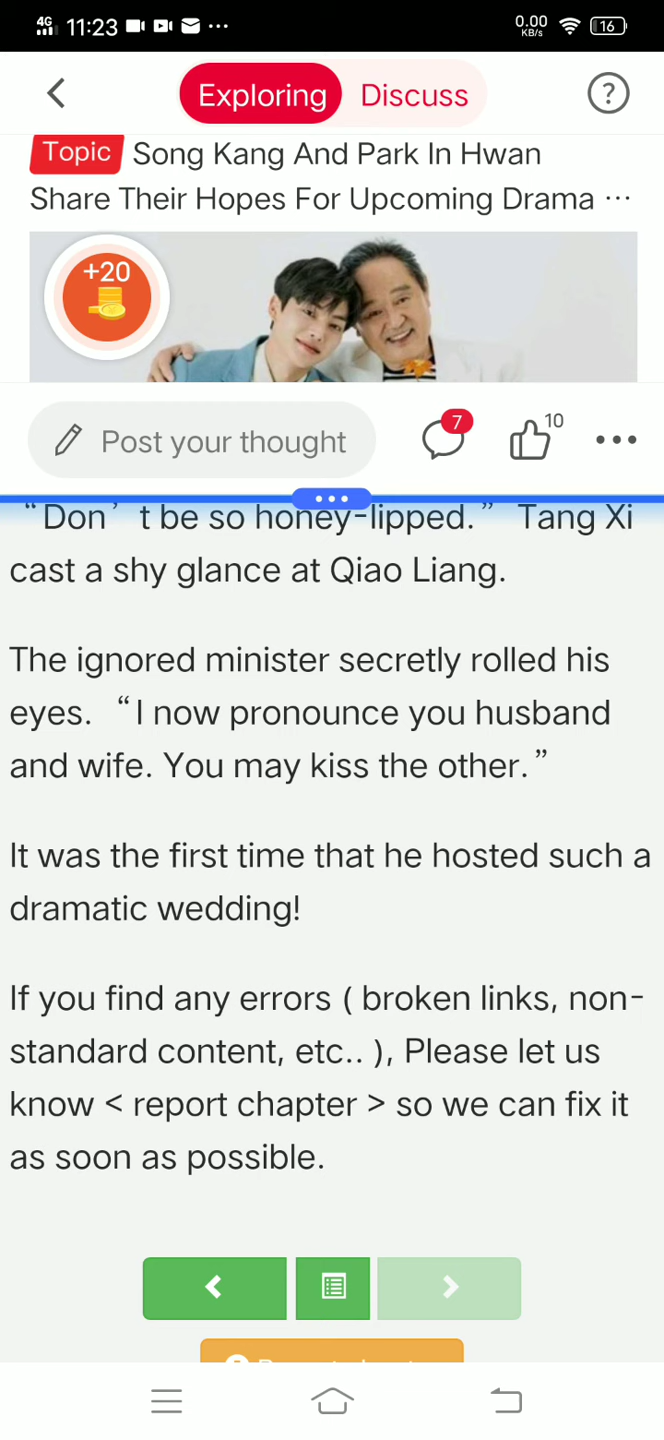 4G 11:23 ... 0.00 KB/s 16
Exploring Discuss ?
Topic Song Kang And Park In Hwan
Share Their Hopes For Upcoming Drama ...
+20
Post your thought 7 10
“Don’t be so honey-lipped.” Tang Xi
cast a shy glance at Qiao Liang.
The ignored minister secretly rolled his
eyes. “I now pronounce you husband
and wife. You may kiss the other.”
It was the first time that he hosted such a
dramatic wedding!
If you find any errors ( broken links, non-
standard content, etc.. ), Please let us
know < report chapter > so we can fix it
as soon as possible.